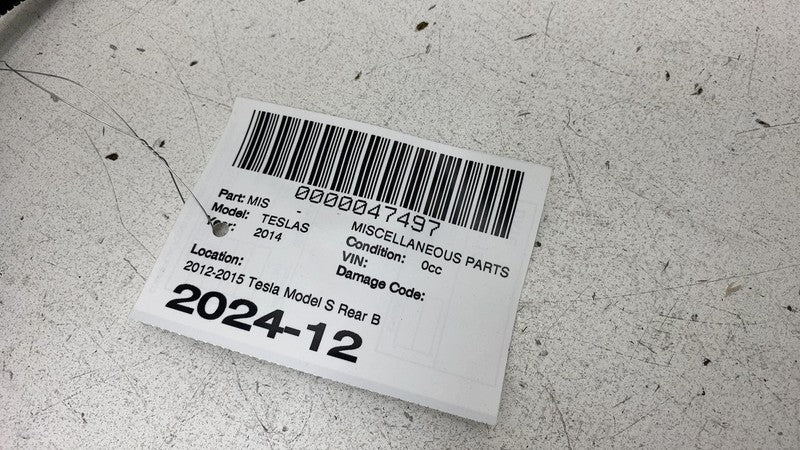 0000047497
Part: MIS - MISCELLANEOUS PARTS
Model: TESLAS Condition: 0cc
Year: 2014 VIN:
Location: Damage Code:
2012-2015 Tesla Model S Rear B
2024-12